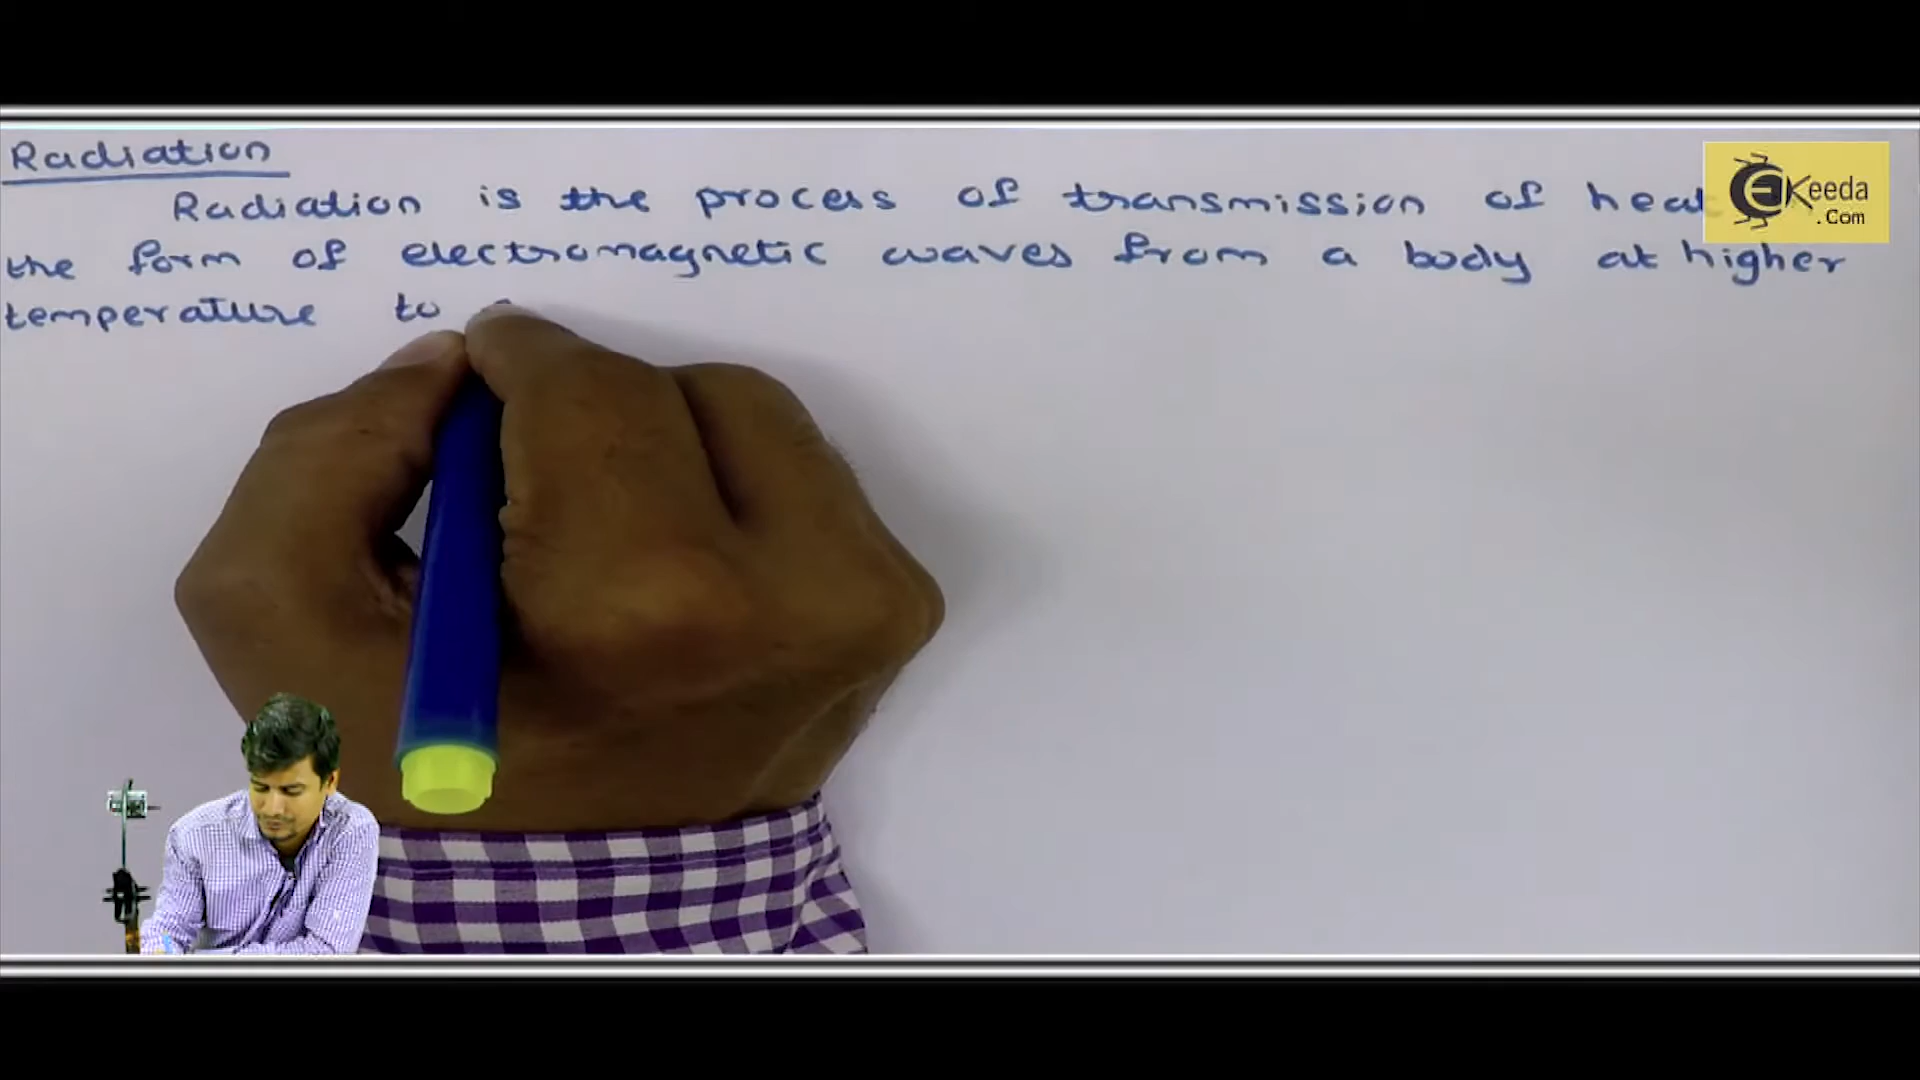 Radiation
Radiation is the process of transmission of heat
the form of electromagnetic waves from a body at higher
temperature to
Keeda
.Com